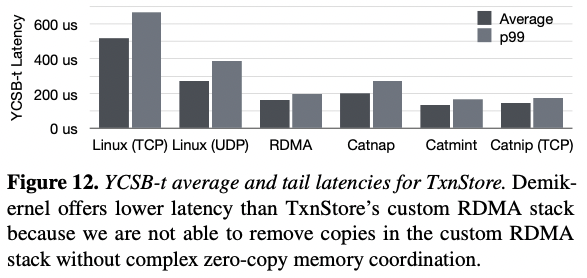 YCSB-t Latency
600 us
400 us
200 us
0 us
Average
p99
Linux (TCP) Linux (UDP) RDMA Catnap Catmint Catnip (TCP)
Figure 12. YCSB-t average and tail latencies for TxnStore. Demik-
ernel offers lower latency than TxnStore's custom RDMA stack
because we are not able to remove copies in the custom RDMA
stack without complex zero-copy memory coordination.